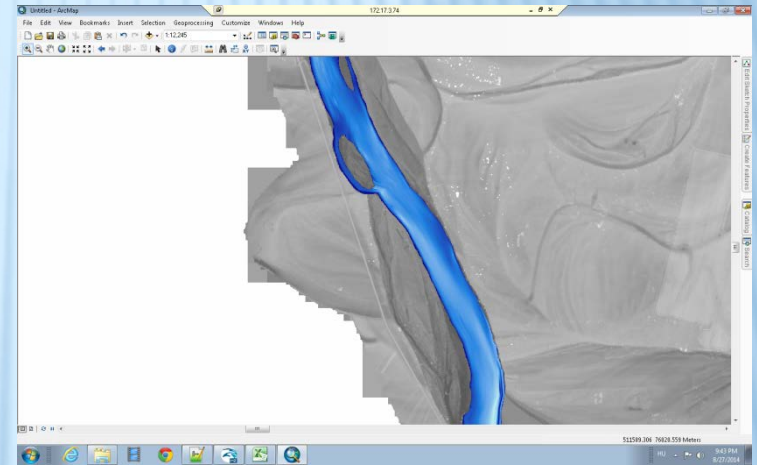 Untitled - ArcMap
172.17.3.74
File Edit View Bookmarks Insert Selection Geoprocessing Customize Windows Help
1:12,245
Edit Sketch Properties
Create Features
Catalog
Search
511589.306 76828.559 Meters
HU
9:43 PM
8/27/2014